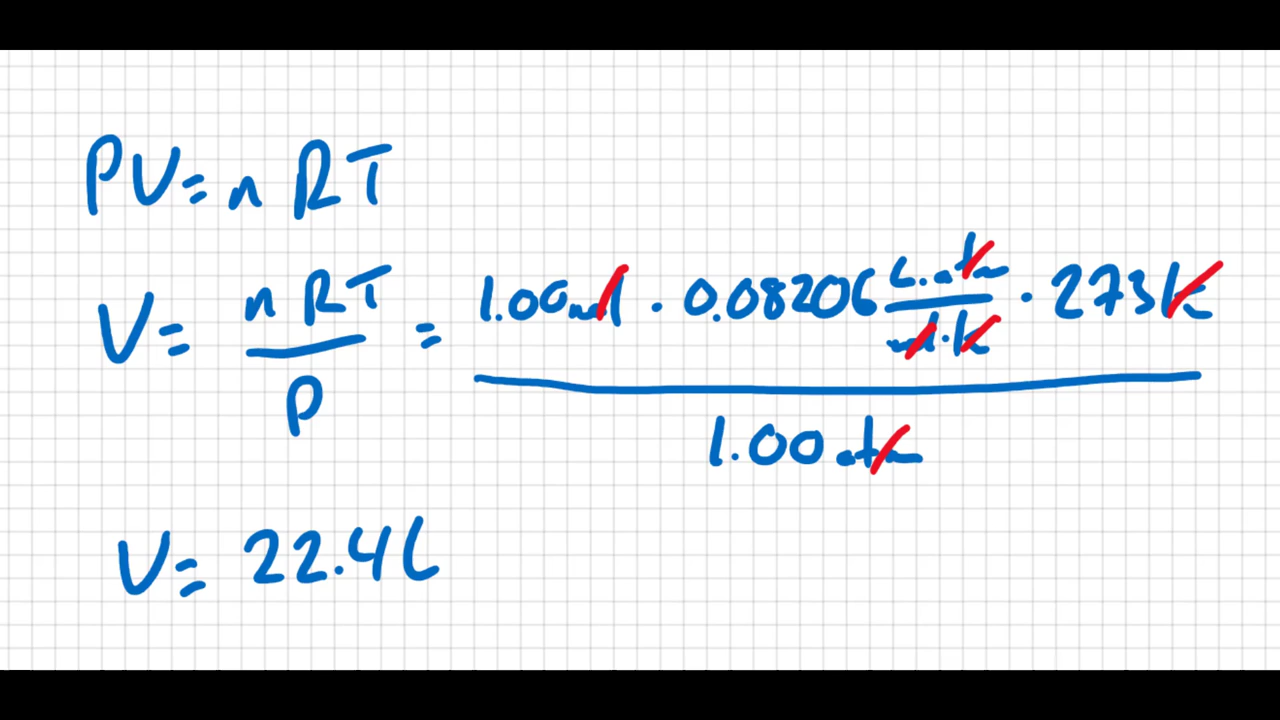 PV = nRT
V = nRT / P = 1.00 mol · 0.08206 L·atm / mol·K · 273 K / 1.00 atm
V = 22.4 L